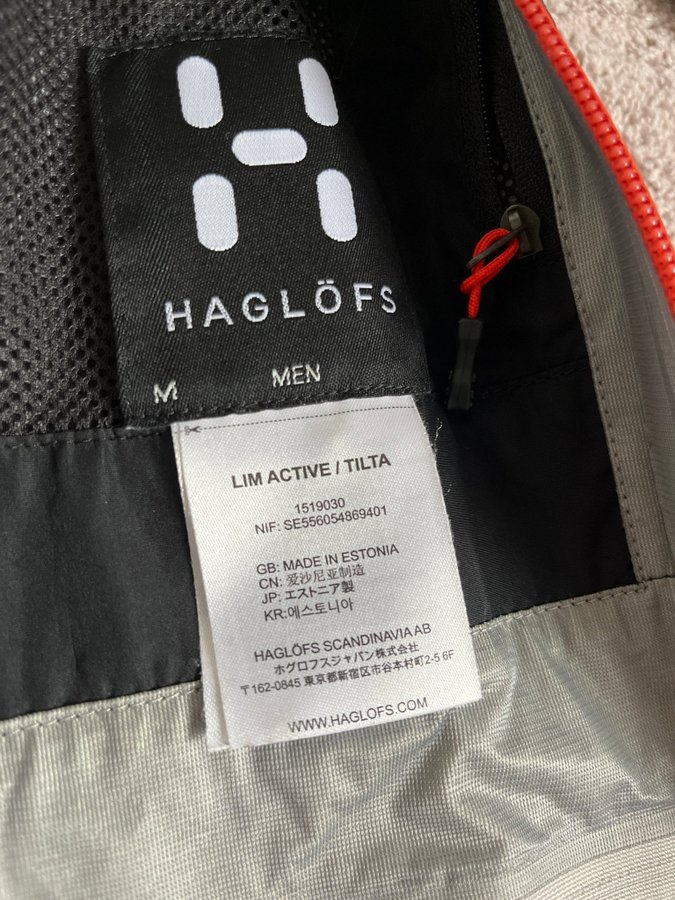 HAGLÖFS
M MEN
LIM ACTIVE / TILTA
1519030
NIF: SE556054869401
GB: MADE IN ESTONIA
CN: 爱沙尼亚制造
JP: エストニア製
KR:에스토니아
HAGLÖFS SCANDINAVIA AB
ホグロフスジャパン株式会社
〒162-0845 東京都新宿区市谷本村町2-5 6F
WWW.HAGLOFS.COM